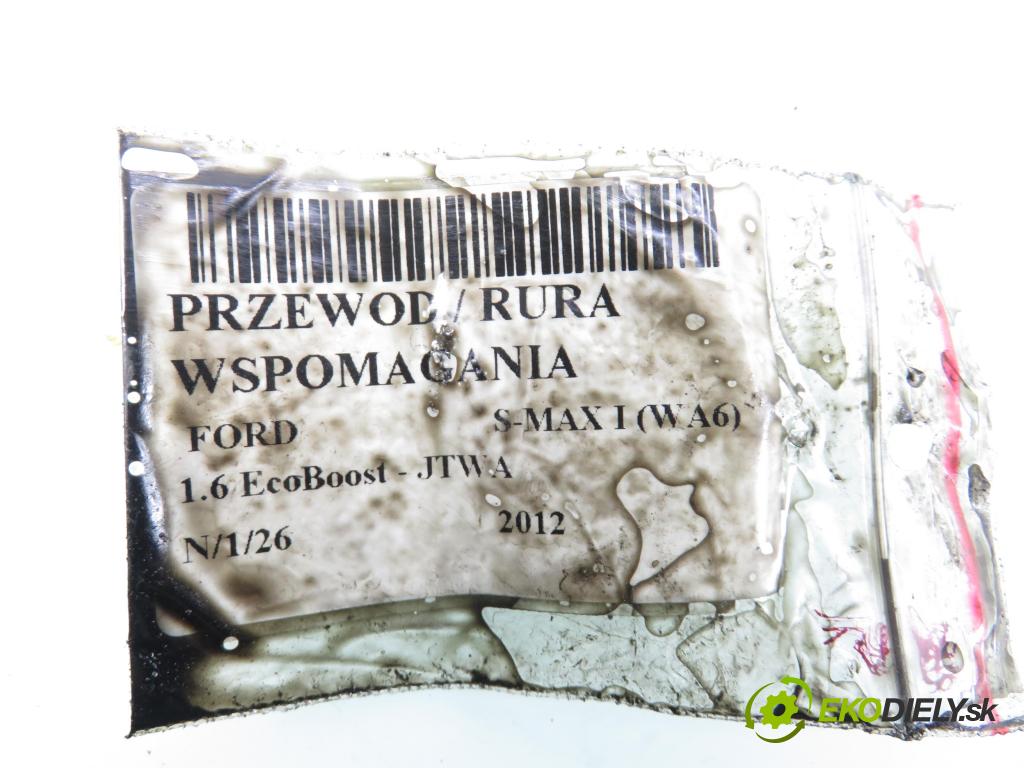 PRZEWOD / RURA
WSPOMAGANIA
FORD S-MAX I (WA6)
1.6 EcoBoost - JTWA
N/1/26 2012
EKODIELY.sk